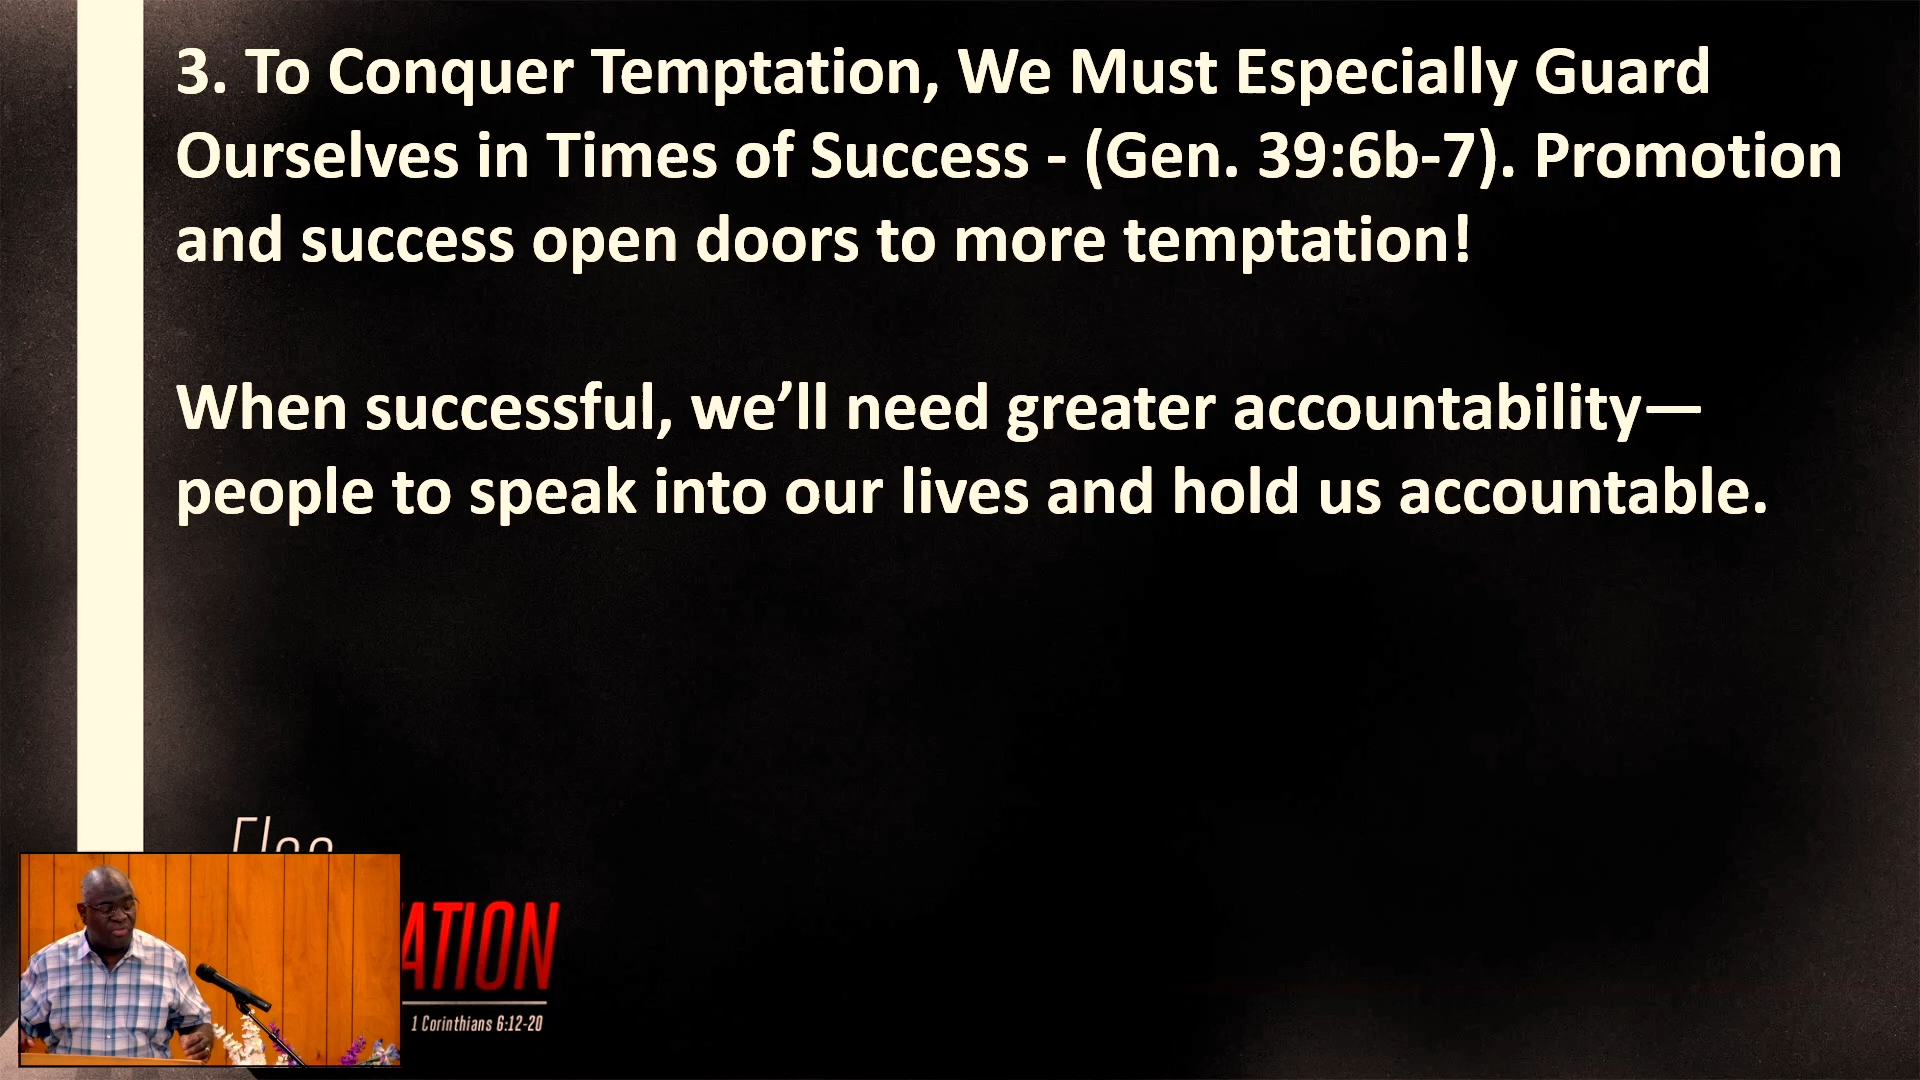 3. To Conquer Temptation, We Must Especially Guard
Ourselves in Times of Success - (Gen. 39:6b-7). Promotion
and success open doors to more temptation!
When successful, we’ll need greater accountability—
people to speak into our lives and hold us accountable.
1 Corinthians 6:12-20